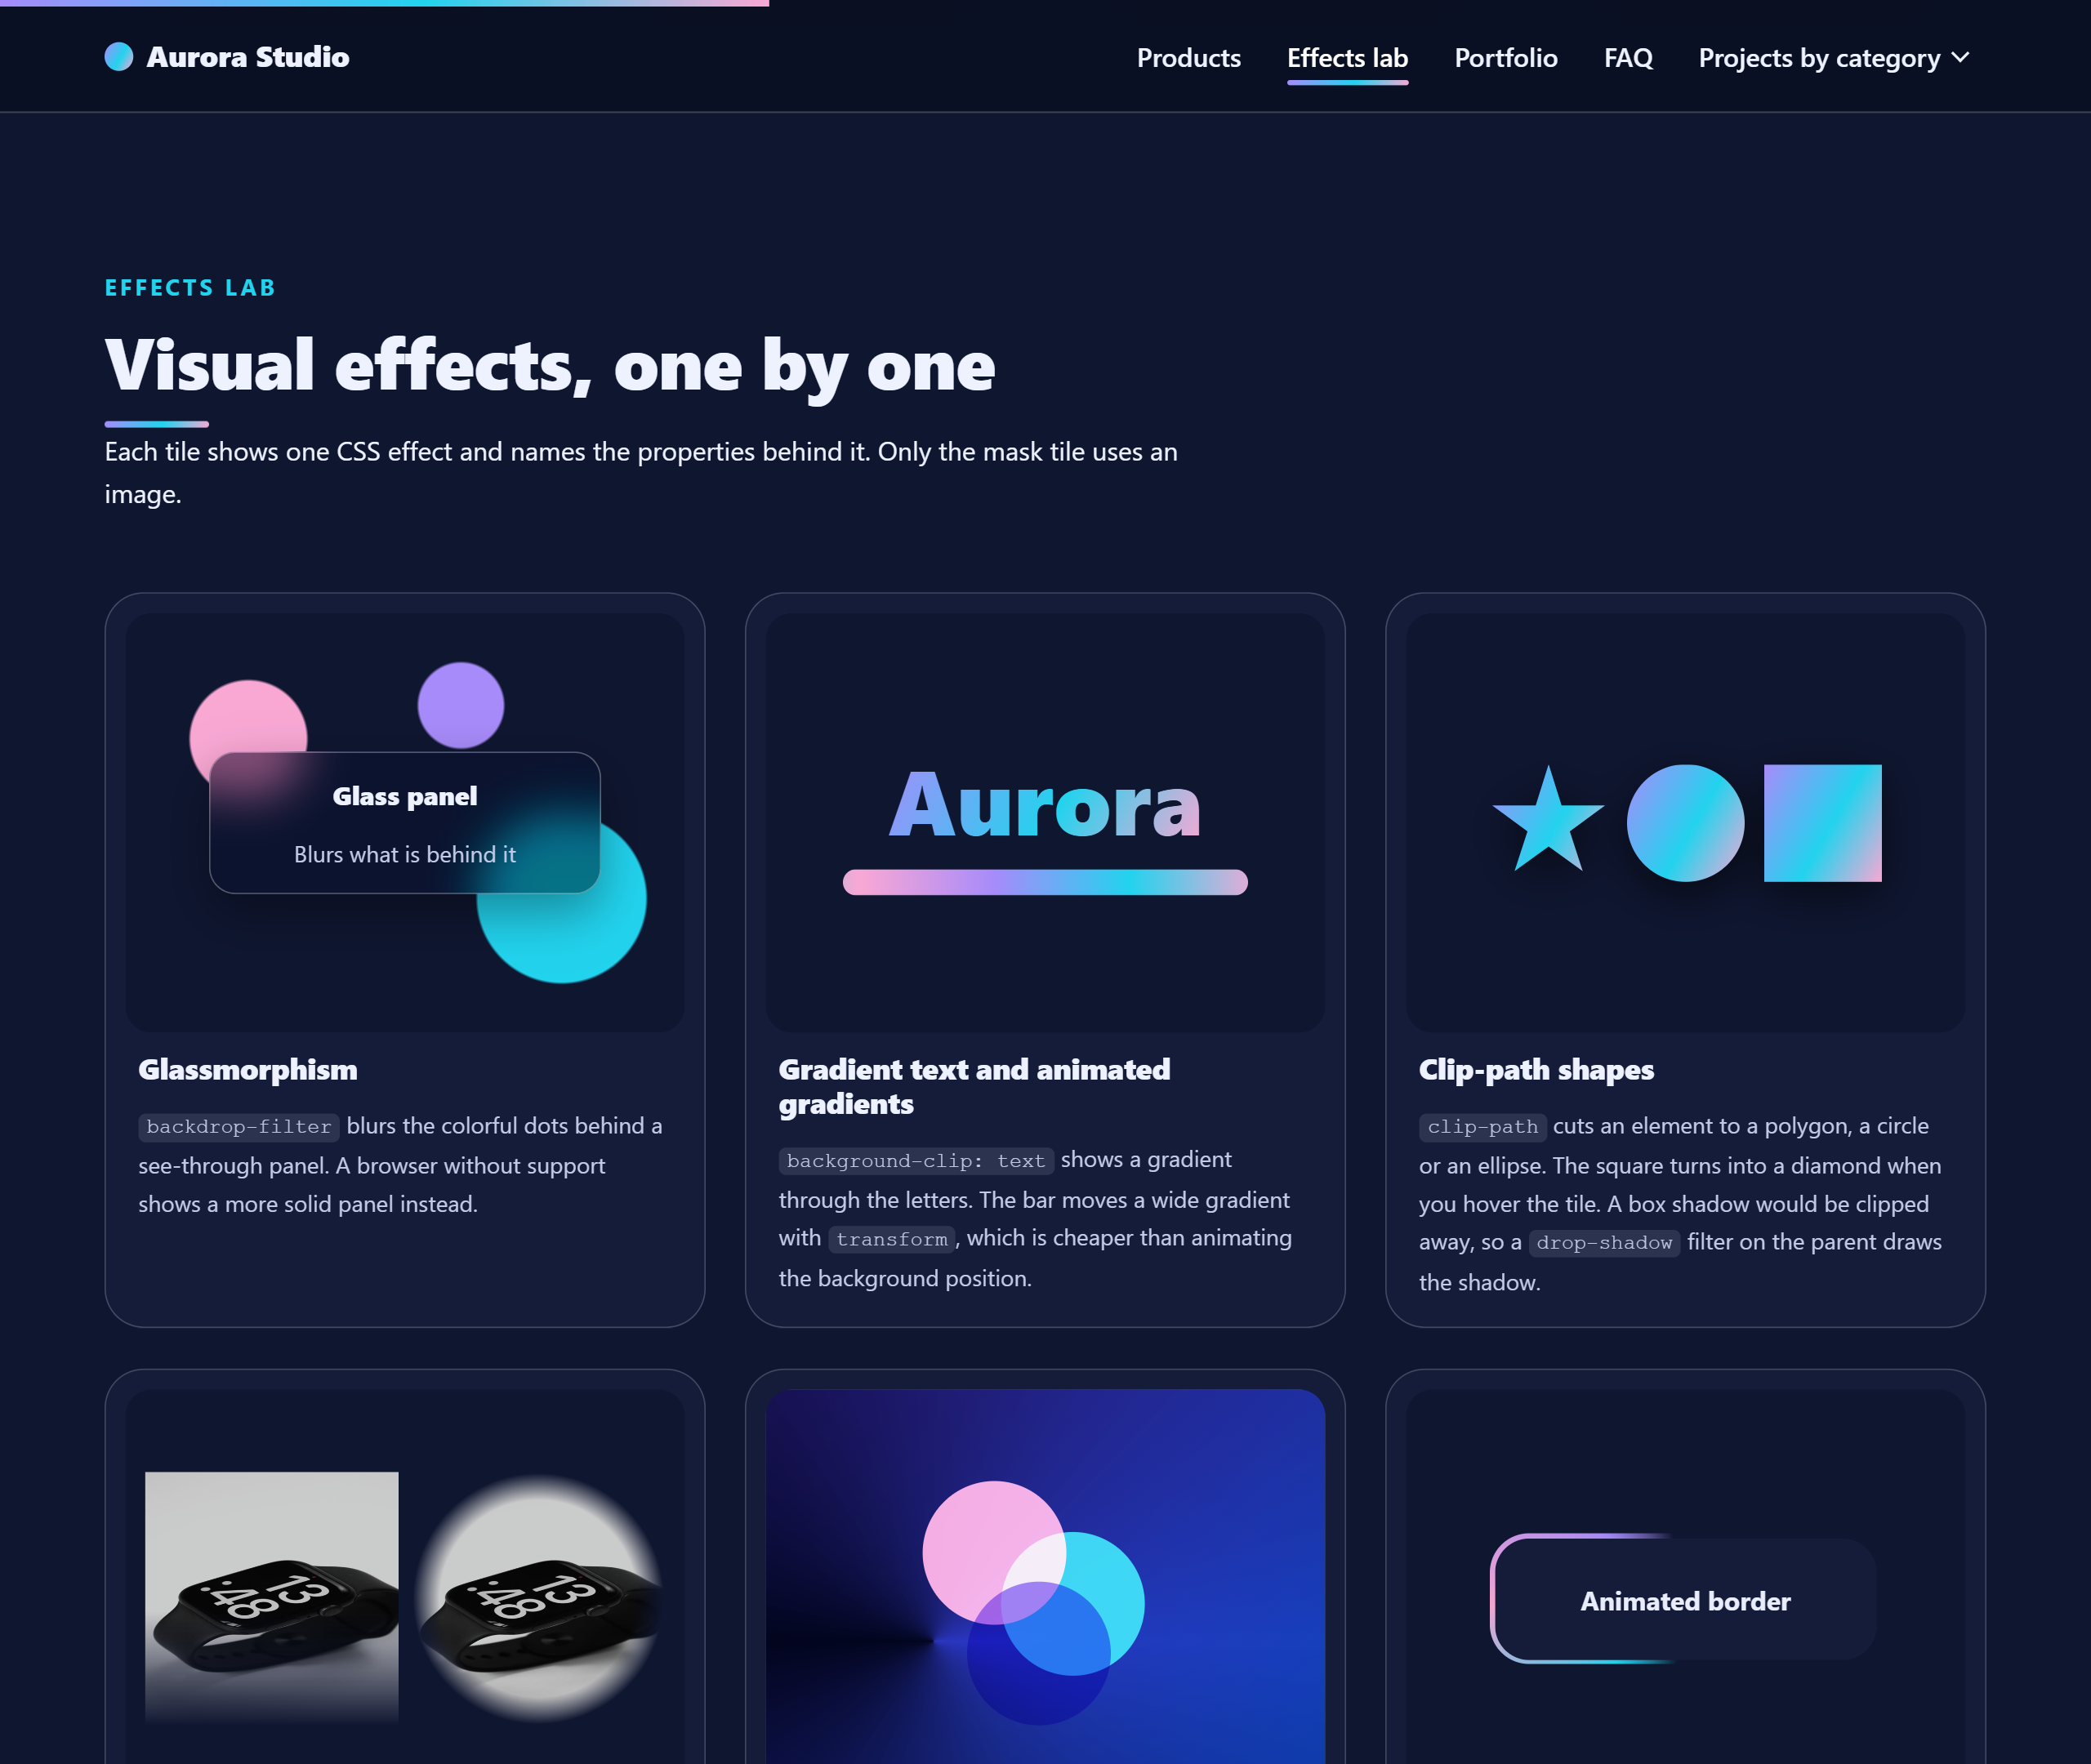 Aurora Studio
Products
Effects lab
Portfolio
FAQ
Projects by category
EFFECTS LAB
Visual effects, one by one
Each tile shows one CSS effect and names the properties behind it. Only the mask tile uses an
image.
Glass panel
Blurs what is behind it
Aurora
Glassmorphism
backdrop-filter blurs the colorful dots behind a
see-through panel. A browser without support
shows a more solid panel instead.
Gradient text and animated
gradients
background-clip: text shows a gradient
through the letters. The bar moves a wide gradient
with transform, which is cheaper than animating
the background position.
Clip-path shapes
clip-path cuts an element to a polygon, a circle
or an ellipse. The square turns into a diamond when
you hover the tile. A box shadow would be clipped
away, so a drop-shadow filter on the parent draws
the shadow.
13
48
13
48
Animated border